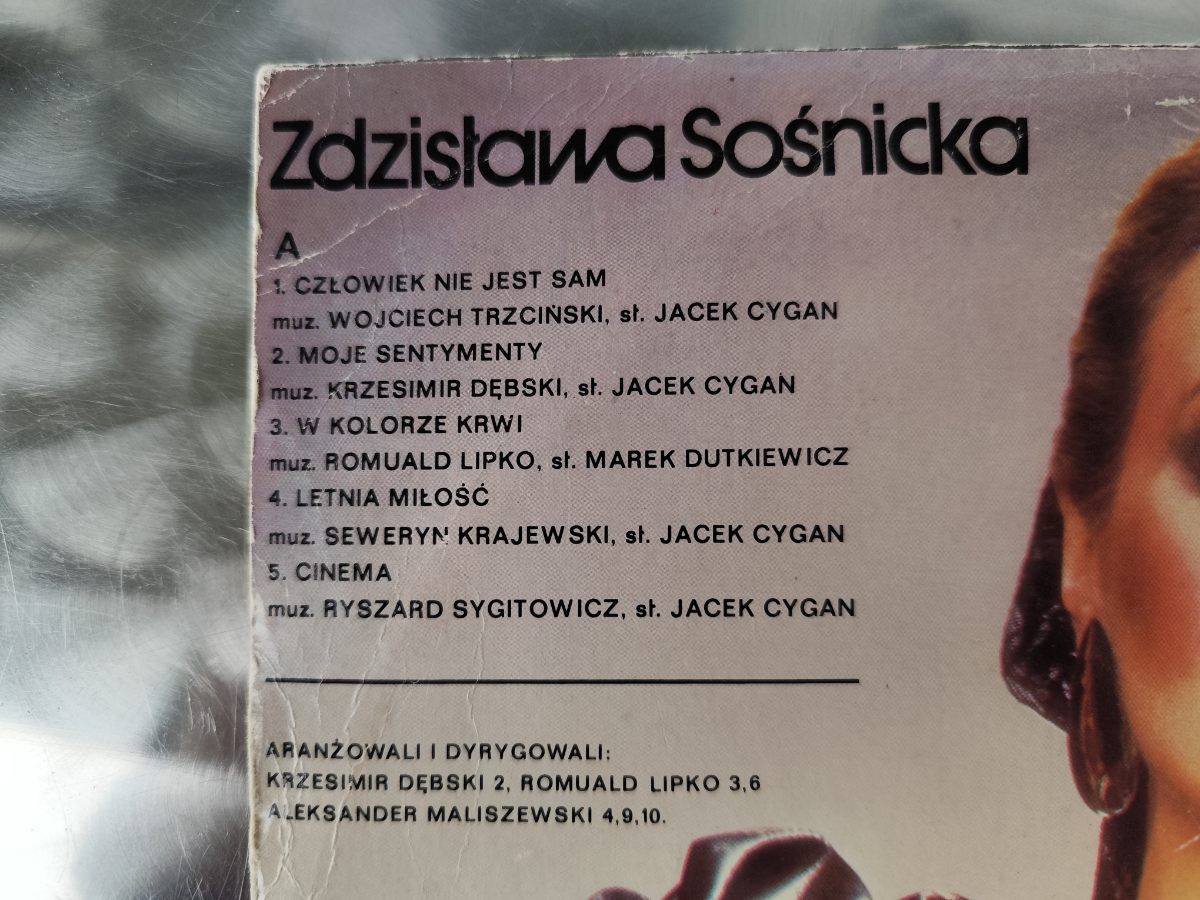 Zdzisława Sośnicka
A
1. CZŁOWIEK NIE JEST SAM
muz. WOJCIECH TRZCIŃSKI, sł. JACEK CYGAN
2. MOJE SENTYMENTY
muz. KRZESIMIR DĘBSKI, sł. JACEK CYGAN
3. W KOLORZE KRWI
muz. ROMUALD LIPKO, sł. MAREK DUTKIEWICZ
4. LETNIA MIŁOŚĆ
muz. SEWERYN KRAJEWSKI, sł. JACEK CYGAN
5. CINEMA
muz. RYSZARD SYGITOWICZ, sł. JACEK CYGAN
ARANŻOWALI I DYRYGOWALI:
KRZESIMIR DĘBSKI 2, ROMUALD LIPKO 3,6
ALEKSANDER MALISZEWSKI 4,9,10.